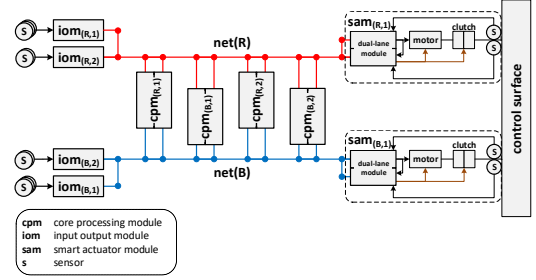 S
iom(R,1)
S
iom(R,2)
net(R)
cpm(R,1)
cpm(B,1)
cpm(R,2)
cpm(B,2)
sam(R,1)
dual-lane
module
motor
clutch
S
S
control surface
S
iom(B,2)
S
iom(B,1)
net(B)
sam(B,1)
dual-lane
module
motor
clutch
S
S
cpm core processing module
iom input output module
sam smart actuator module
s sensor